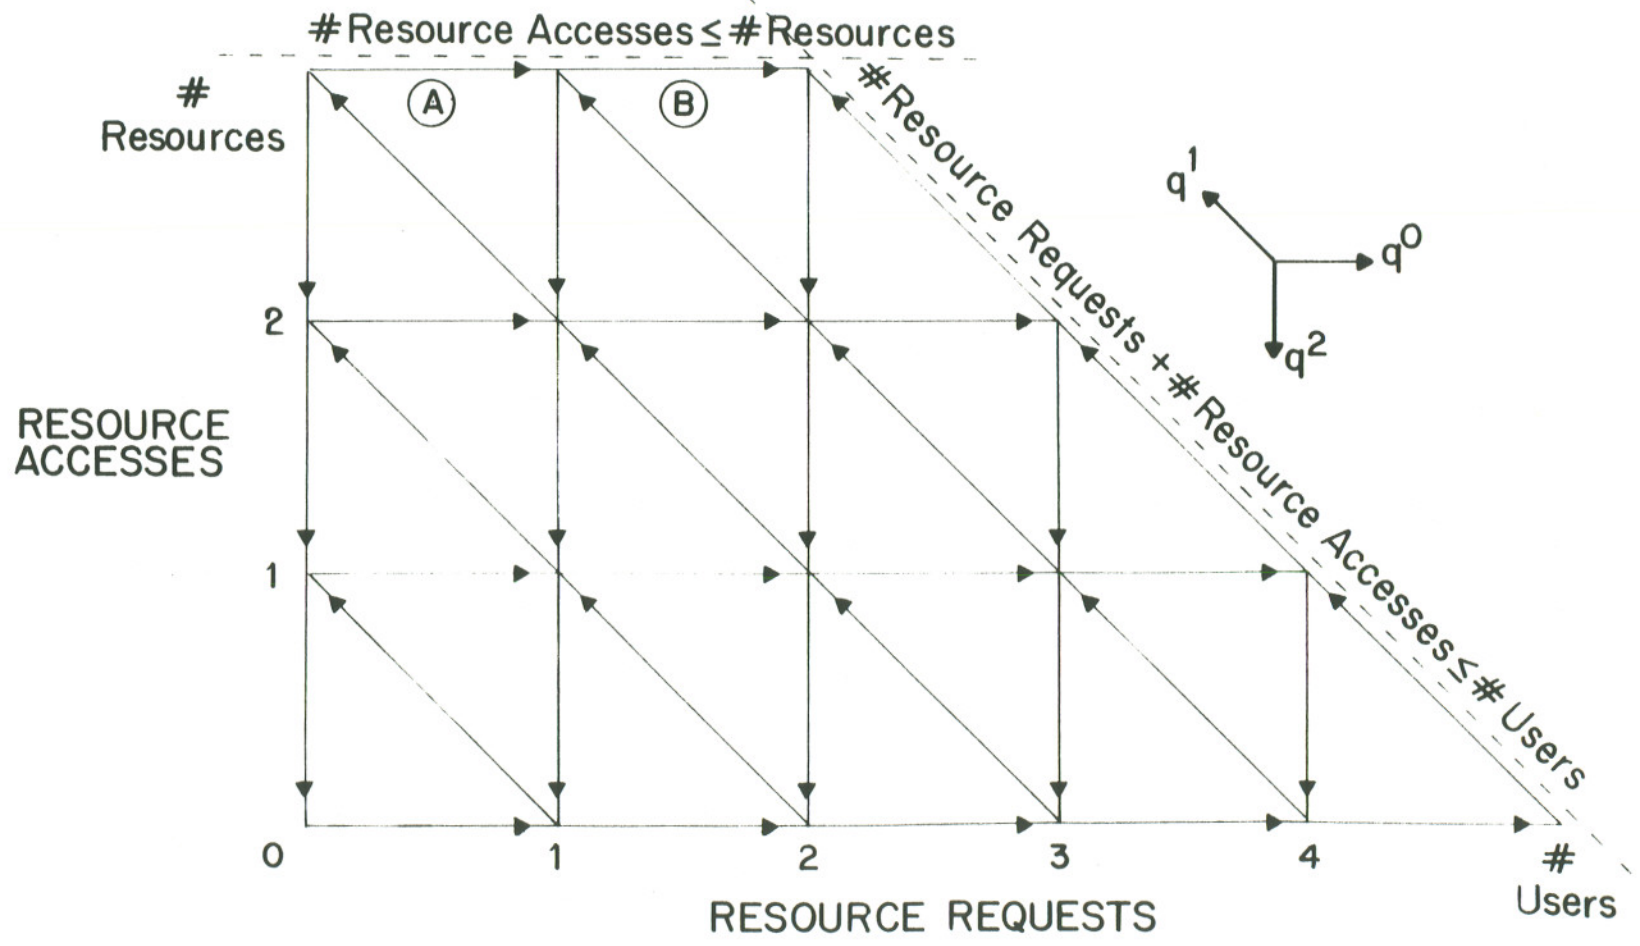 # Resource Accesses ≤ # Resources
#
Resources
A
B
# Resource Requests + # Resource Accesses ≤ # Users
q¹
q⁰
q²
2
RESOURCE
ACCESSES
1
0
1
2
3
4
#
Users
RESOURCE REQUESTS